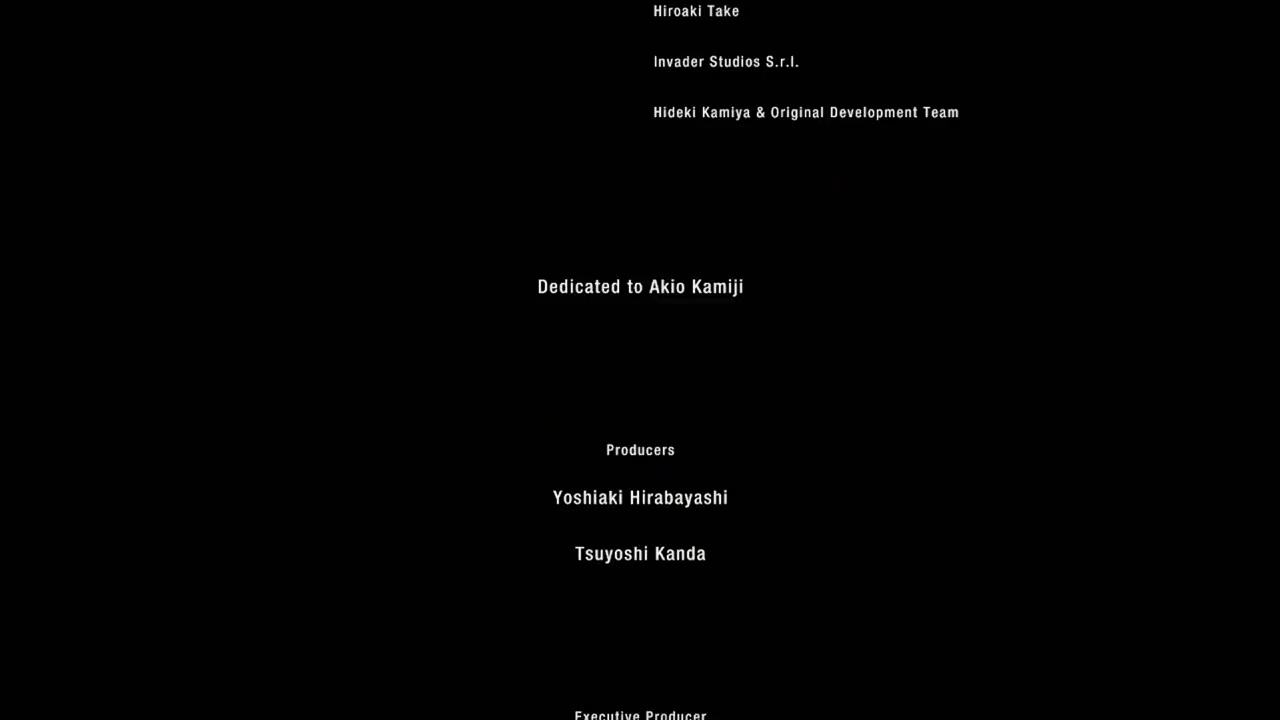 Hiroaki Take
Invader Studios S.r.l.
Hideki Kamiya & Original Development Team
Dedicated to Akio Kamiji
Producers
Yoshiaki Hirabayashi
Tsuyoshi Kanda
Executive Producer